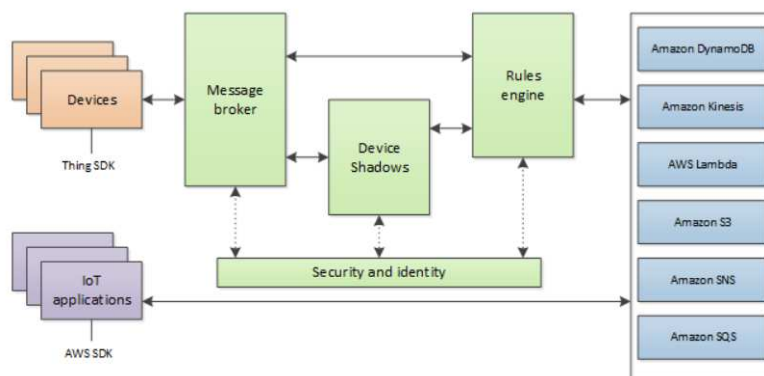 Devices
Thing SDK
Message
broker
Device
Shadows
Rules
engine
Security and identity
IoT
applications
AWS SDK
Amazon DynamoDB
Amazon Kinesis
AWS Lambda
Amazon S3
Amazon SNS
Amazon SQS